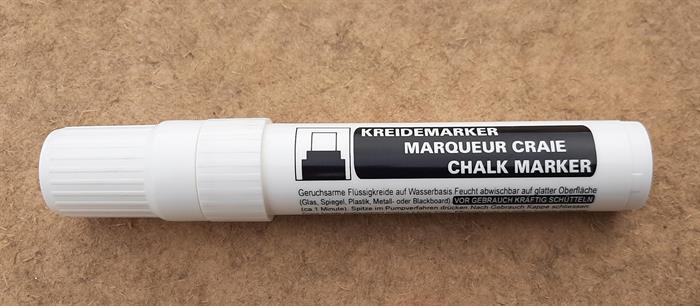 KREIDEMARKER
MARQUEUR CRAIE
CHALK MARKER
Geruchsarme Flüssigkreide auf Wasserbasis Feucht abwischbar auf glatter Oberfläche
(Glas, Spiegel, Plastik, Metall- oder Blackboard) VOR GEBRAUCH KRÄFTIG SCHÜTTELN
(ca.1 Minute). Spitze im Pumpverfahren drücken. Nach Gebrauch Kappe schliessen.